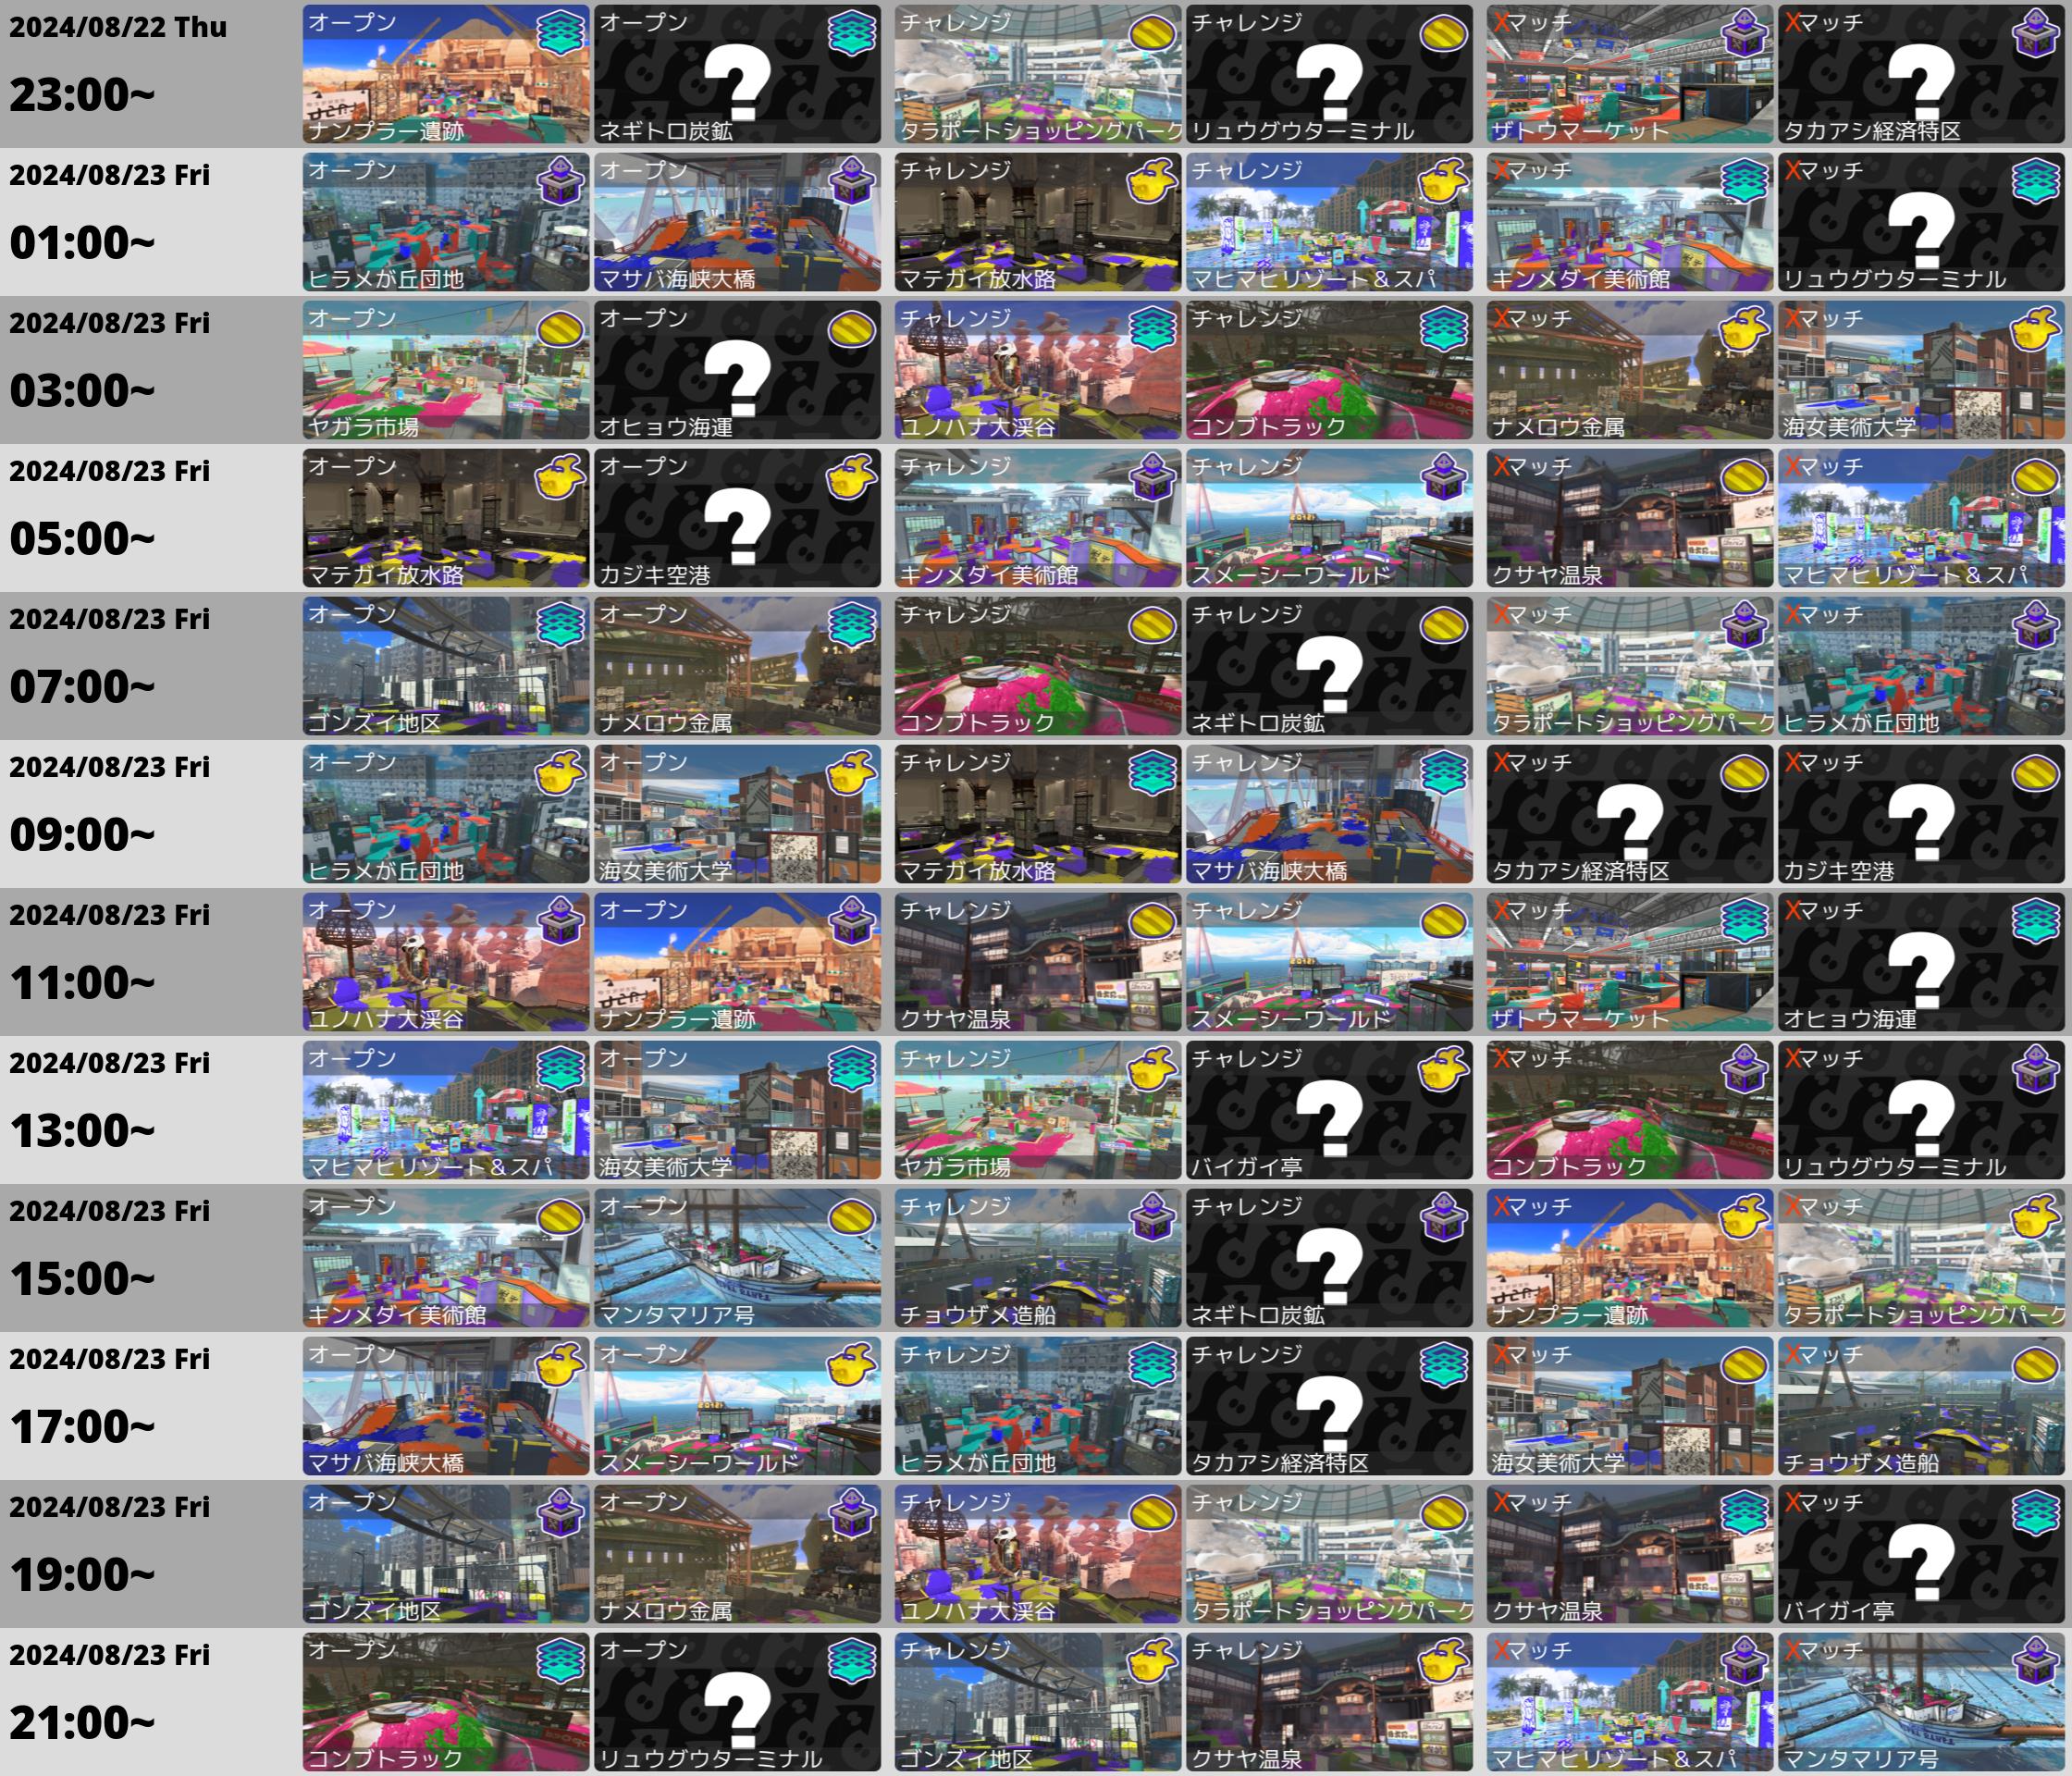 2024/08/22 Thu
23:00~
オープン
ナンプラー遺跡
オープン
ネギトロ炭鉱
チャレンジ
タラポートショッピングパーク
チャレンジ
リュウグウターミナル
Xマッチ
ザトウマーケット
Xマッチ
タカアシ経済特区
2024/08/23 Fri
01:00~
オープン
ヒラメが丘団地
オープン
マサバ海峡大橋
チャレンジ
マテガイ放水路
チャレンジ
マヒマヒリゾート&スパ
Xマッチ
キンメダイ美術館
Xマッチ
リュウグウターミナル
2024/08/23 Fri
03:00~
オープン
ヤガラ市場
オープン
オヒョウ海運
チャレンジ
ユノハナ大渓谷
チャレンジ
コンブトラック
Xマッチ
ナメロウ金属
Xマッチ
海女美術大学
2024/08/23 Fri
05:00~
オープン
マテガイ放水路
オープン
カジキ空港
チャレンジ
キンメダイ美術館
チャレンジ
スメーシーワールド
Xマッチ
クサヤ温泉
Xマッチ
マヒマヒリゾート&スパ
2024/08/23 Fri
07:00~
オープン
ゴンズイ地区
オープン
ナメロウ金属
チャレンジ
コンブトラック
チャレンジ
ネギトロ炭鉱
Xマッチ
タラポートショッピングパーク
Xマッチ
ヒラメが丘団地
2024/08/23 Fri
09:00~
オープン
ヒラメが丘団地
オープン
海女美術大学
チャレンジ
マテガイ放水路
チャレンジ
マサバ海峡大橋
Xマッチ
タカアシ経済特区
Xマッチ
カジキ空港
2024/08/23 Fri
11:00~
オープン
ユノハナ大渓谷
オープン
ナンプラー遺跡
チャレンジ
クサヤ温泉
チャレンジ
スメーシーワールド
Xマッチ
ザトウマーケット
Xマッチ
オヒョウ海運
2024/08/23 Fri
13:00~
オープン
マヒマヒリゾート&スパ
オープン
海女美術大学
チャレンジ
ヤガラ市場
チャレンジ
バイガイ亭
Xマッチ
コンブトラック
Xマッチ
リュウグウターミナル
2024/08/23 Fri
15:00~
オープン
キンメダイ美術館
オープン
マンタマリア号
チャレンジ
チョウザメ造船
チャレンジ
ネギトロ炭鉱
Xマッチ
ナンプラー遺跡
Xマッチ
タラポートショッピングパーク
2024/08/23 Fri
17:00~
オープン
マサバ海峡大橋
オープン
スメーシーワールド
チャレンジ
ヒラメが丘団地
チャレンジ
タカアシ経済特区
Xマッチ
海女美術大学
Xマッチ
チョウザメ造船
2024/08/23 Fri
19:00~
オープン
ゴンズイ地区
オープン
ナメロウ金属
チャレンジ
ユノハナ大渓谷
チャレンジ
タラポートショッピングパーク
Xマッチ
クサヤ温泉
Xマッチ
バイガイ亭
2024/08/23 Fri
21:00~
オープン
コンブトラック
オープン
リュウグウターミナル
チャレンジ
ゴンズイ地区
チャレンジ
クサヤ温泉
Xマッチ
マヒマヒリゾート&スパ
Xマッチ
マンタマリア号